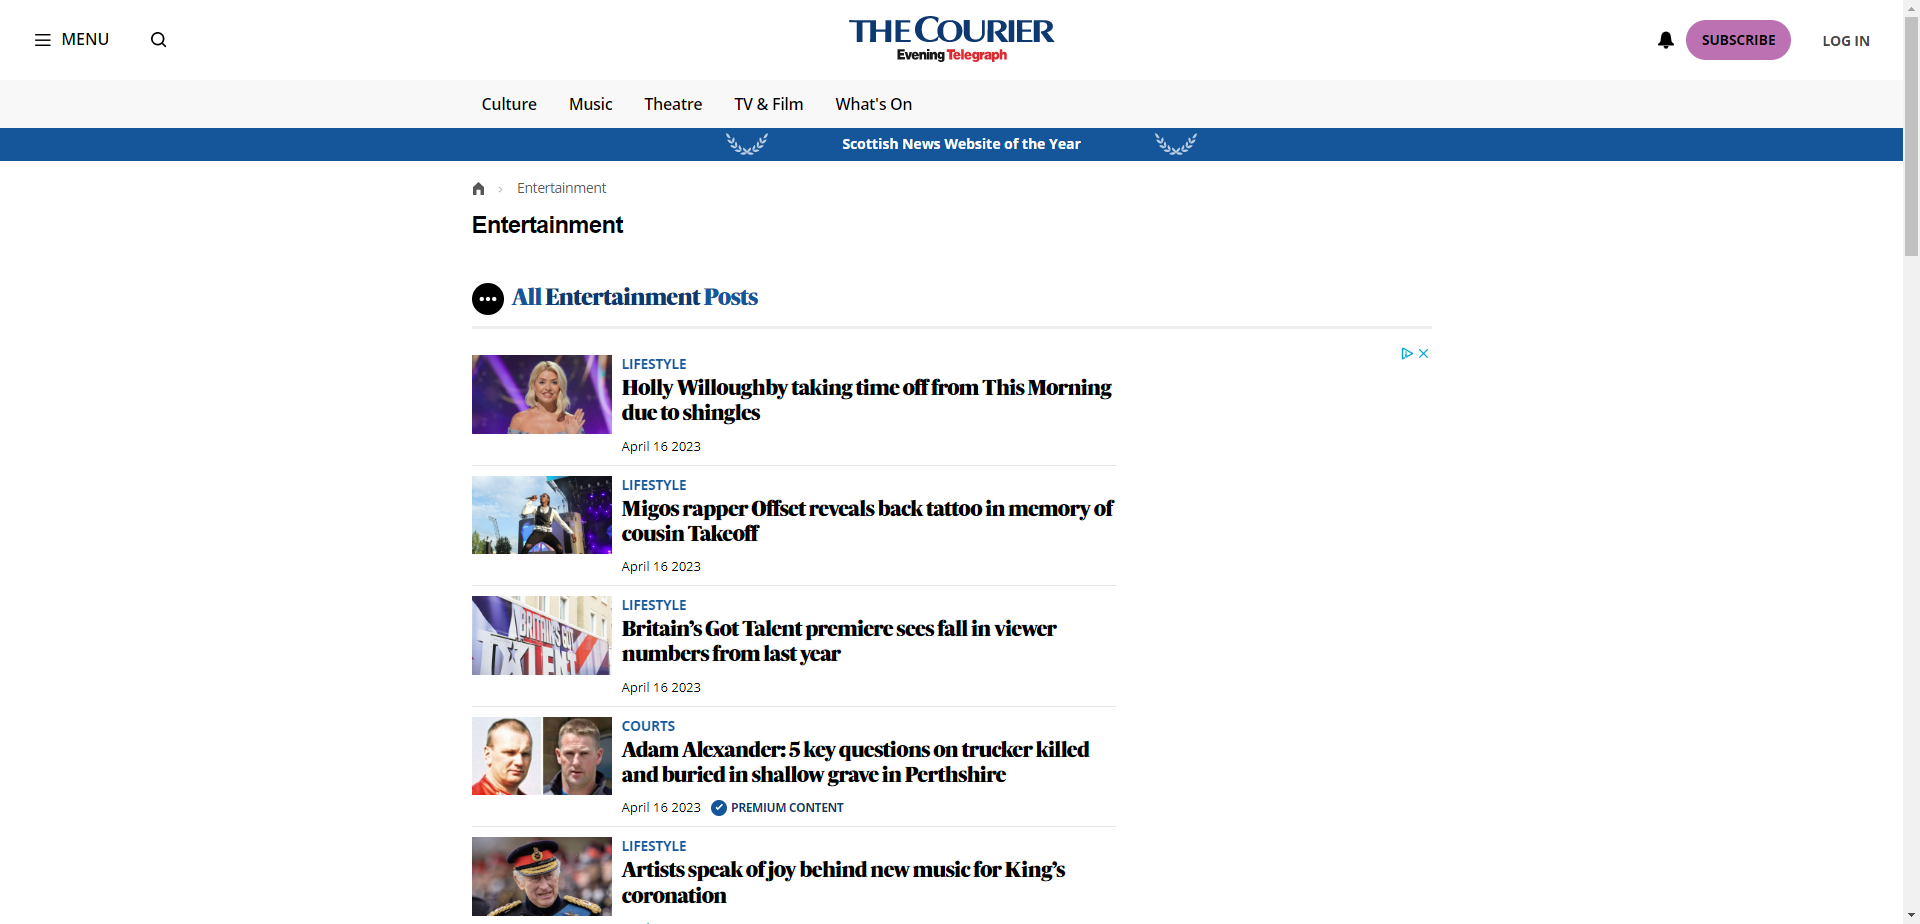 MENU
THE COURIER
Evening Telegraph
SUBSCRIBE
LOG IN
Culture
Music
Theatre
TV & Film
What's On
Scottish News Website of the Year
Entertainment
Entertainment
All Entertainment Posts
LIFESTYLE
Holly Willoughby taking time off from This Morning
due to shingles
April 16 2023
LIFESTYLE
Migos rapper Offset reveals back tattoo in memory of
cousin Takeoff
April 16 2023
BRITAIN'S GOT
TALENT
LIFESTYLE
Britain’s Got Talent premiere sees fall in viewer
numbers from last year
April 16 2023
COURTS
Adam Alexander: 5 key questions on trucker killed
and buried in shallow grave in Perthshire
April 16 2023
PREMIUM CONTENT
LIFESTYLE
Artists speak of joy behind new music for King’s
coronation